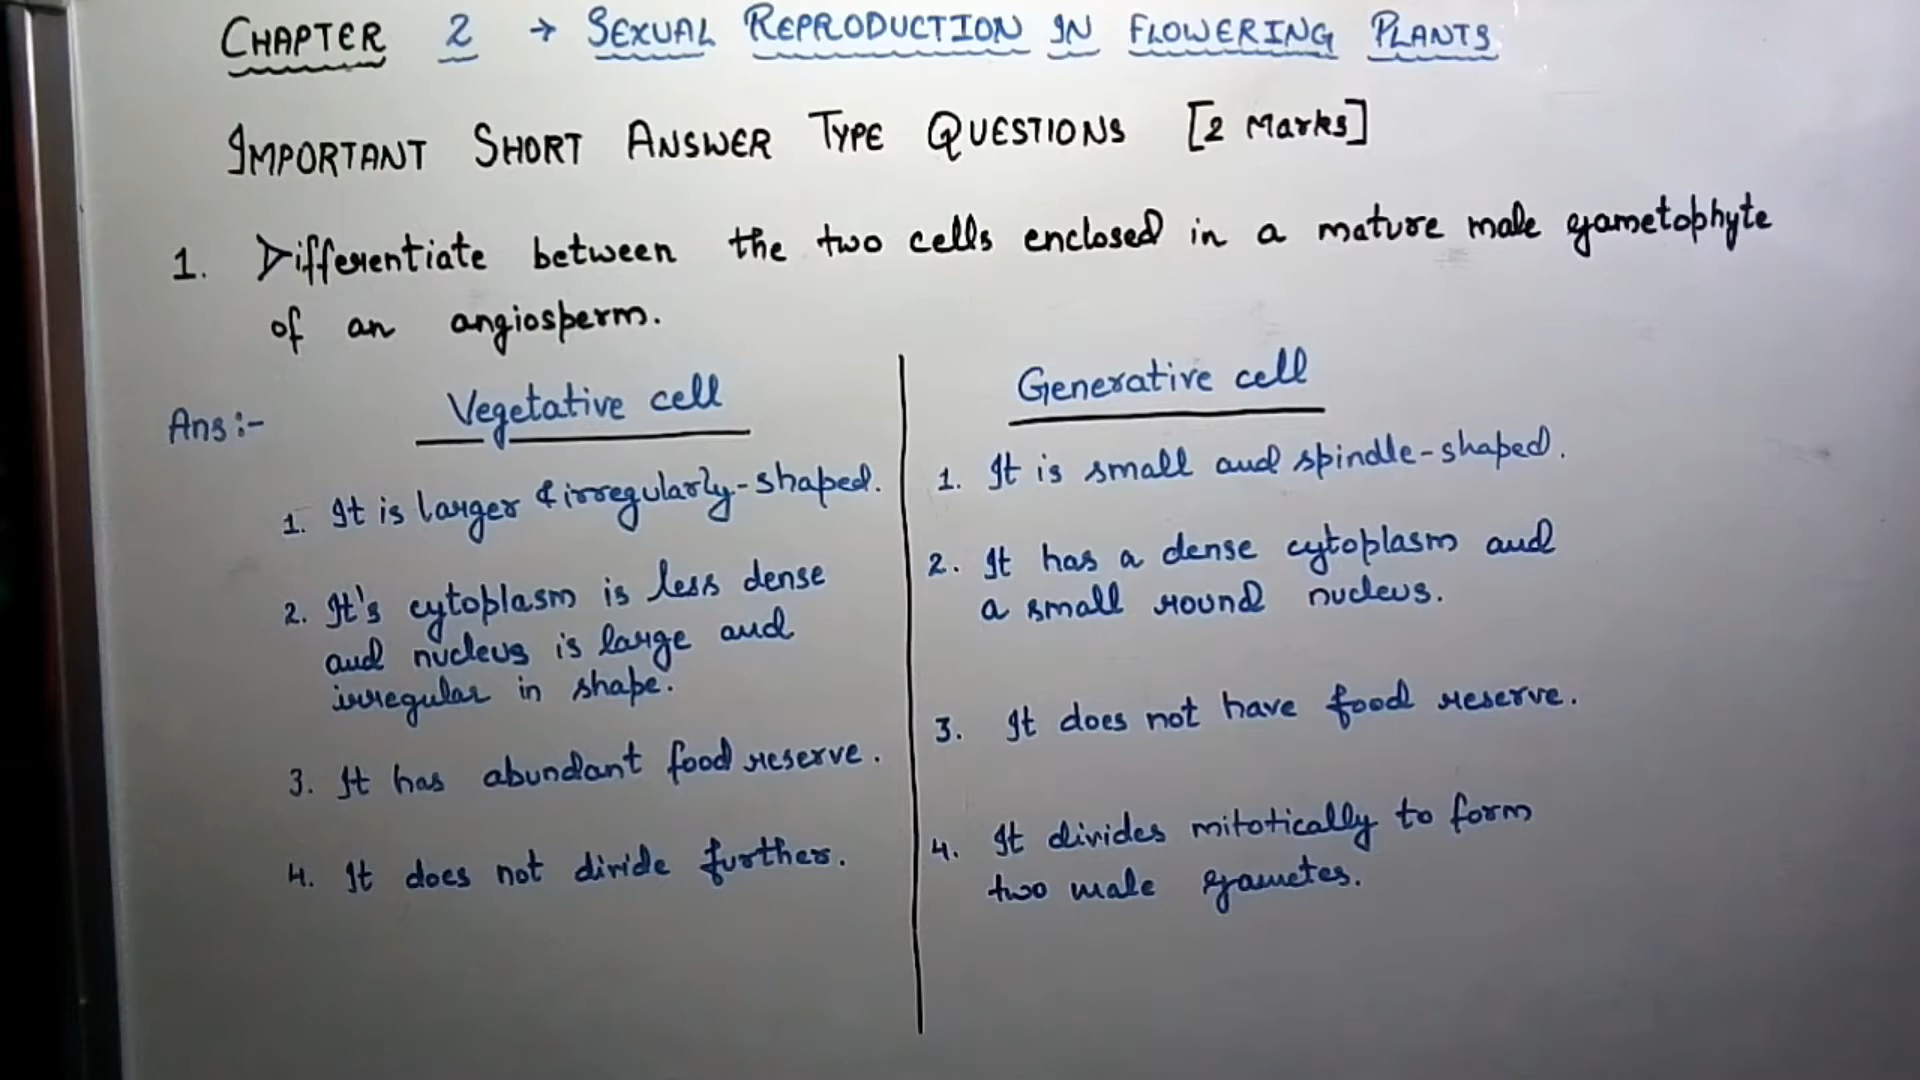 CHAPTER 2 → SEXUAL REPRODUCTION IN FLOWERING PLANTS
IMPORTANT SHORT ANSWER TYPE QUESTIONS [2 Marks]
1. Differentiate between the two cells enclosed in a mature male gametophyte
of an angiosperm.
Ans:-
Vegetative cell
1. It is larger & irregularly-shaped.
2. It's cytoplasm is less dense
and nucleus is large and
irregular in shape.
3. It has abundant food reserve.
4. It does not divide further.
Generative cell
1. It is small and spindle-shaped.
2. It has a dense cytoplasm and
a small round nucleus.
3. It does not have food reserve.
4. It divides mitotically to form
two male gametes.